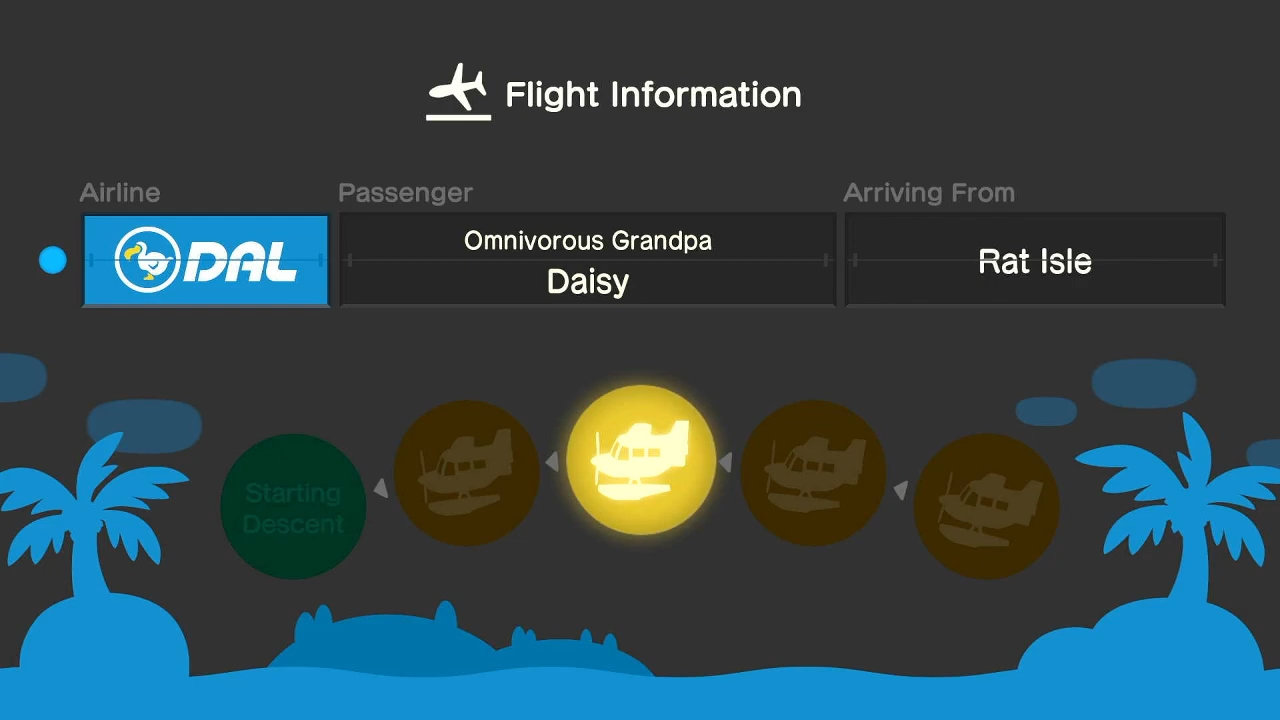 Flight Information
Airline
Passenger
Arriving From
DAL
Omnivorous Grandpa
Daisy
Rat Isle
Starting
Descent